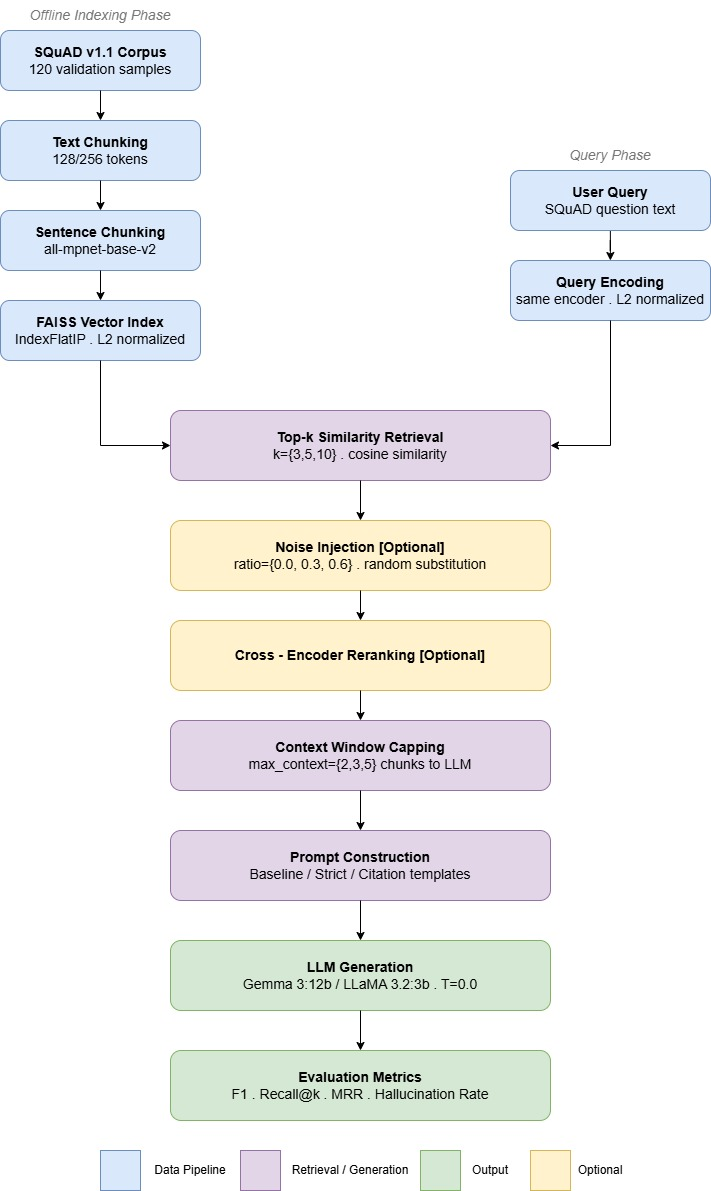 Offline Indexing Phase
SQuAD v1.1 Corpus
120 validation samples
Text Chunking
128/256 tokens
Sentence Chunking
all-mpnet-base-v2
FAISS Vector Index
IndexFlatIP . L2 normalized
Query Phase
User Query
SQuAD question text
Query Encoding
same encoder . L2 normalized
Top-k Similarity Retrieval
k={3,5,10} . cosine similarity
Noise Injection [Optional]
ratio={0.0, 0.3, 0.6} . random substitution
Cross - Encoder Reranking [Optional]
Context Window Capping
max_context={2,3,5} chunks to LLM
Prompt Construction
Baseline / Strict / Citation templates
LLM Generation
Gemma 3:12b / LLaMA 3.2:3b . T=0.0
Evaluation Metrics
F1 . Recall@k . MRR . Hallucination Rate
Data Pipeline
Retrieval / Generation
Output
Optional